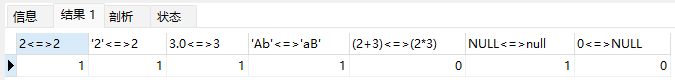 信息 结果 1 剖析 状态
2<=>2 '2'<=>2 3.0<=>3 'Ab'<=>'aB' (2+3)<=>(2*3) NULL<=>null 0<=>NULL
1 1 1 1 0 1 0